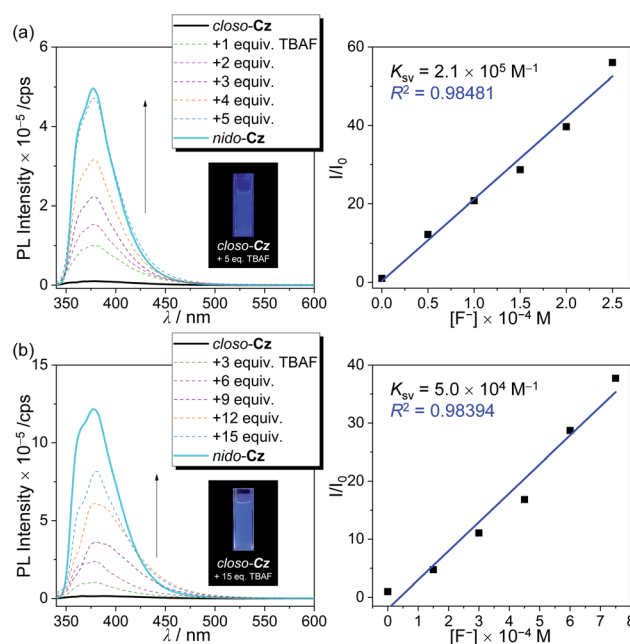 (a)
closo-Cz
+1 equiv. TBAF
+2 equiv.
+3 equiv.
+4 equiv.
+5 equiv.
nido-Cz
closo-Cz
+ 5 eq. TBAF
PL Intensity × 10⁻⁵ /cps
6
4
2
0
350 400 450 500 550 600
λ / nm
Ksv = 2.1 × 10⁵ M⁻¹
R² = 0.98481
I/I₀
60
40
20
0
0.0 0.5 1.0 1.5 2.0 2.5
[F⁻] × 10⁻⁴ M
(b)
closo-Cz
+3 equiv. TBAF
+6 equiv.
+9 equiv.
+12 equiv.
+15 equiv.
nido-Cz
closo-Cz
+ 15 eq. TBAF
PL Intensity × 10⁻⁵ /cps
15
10
5
0
350 400 450 500 550 600
λ / nm
Ksv = 5.0 × 10⁴ M⁻¹
R² = 0.98394
I/I₀
40
30
20
10
0
0 1 2 3 4 5 6 7 8
[F⁻] × 10⁻⁴ M